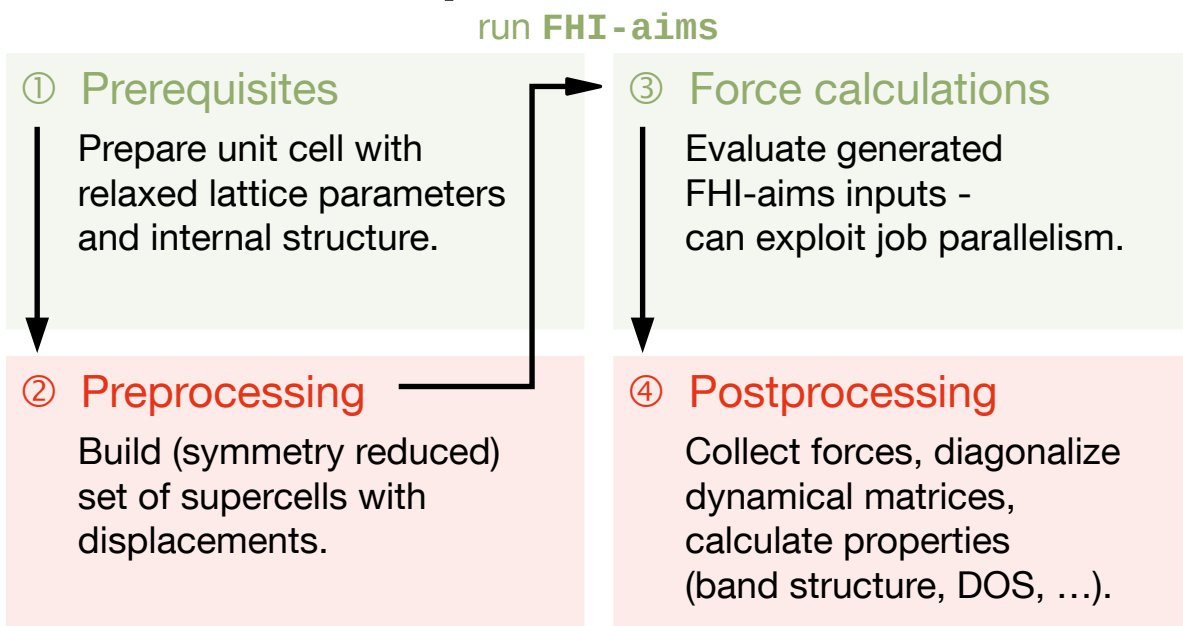 run FHI-aims
① Prerequisites
Prepare unit cell with
relaxed lattice parameters
and internal structure.
② Preprocessing
Build (symmetry reduced)
set of supercells with
displacements.
③ Force calculations
Evaluate generated
FHI-aims inputs -
can exploit job parallelism.
④ Postprocessing
Collect forces, diagonalize
dynamical matrices,
calculate properties
(band structure, DOS, …).